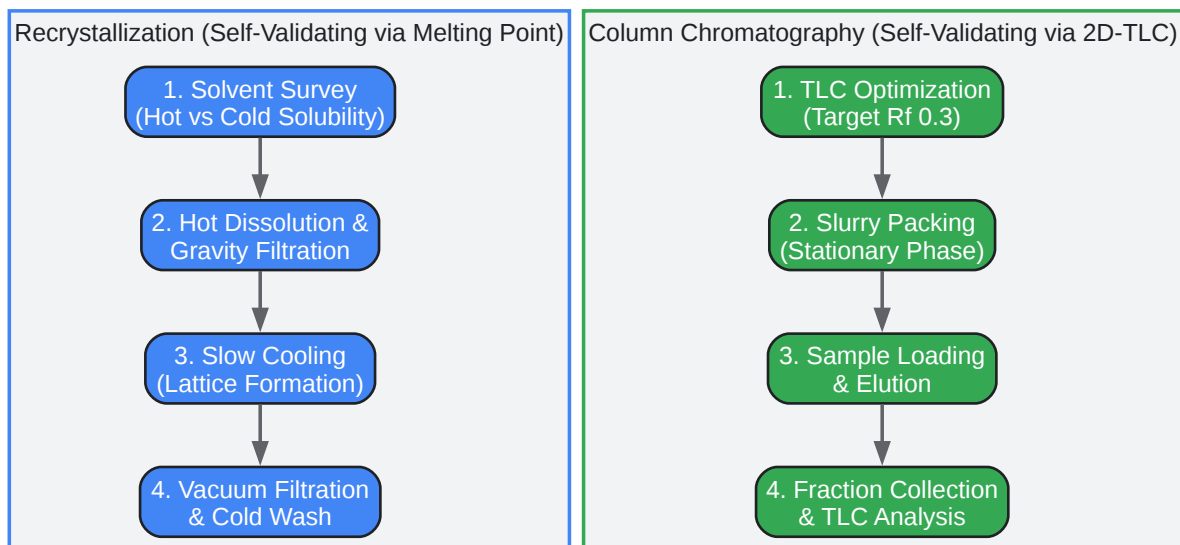 Recrystallization (Self-Validating via Melting Point)
1. Solvent Survey
(Hot vs Cold Solubility)
2. Hot Dissolution &
Gravity Filtration
3. Slow Cooling
(Lattice Formation)
4. Vacuum Filtration
& Cold Wash
Column Chromatography (Self-Validating via 2D-TLC)
1. TLC Optimization
(Target Rf 0.3)
2. Slurry Packing
(Stationary Phase)
3. Sample Loading
& Elution
4. Fraction Collection
& TLC Analysis